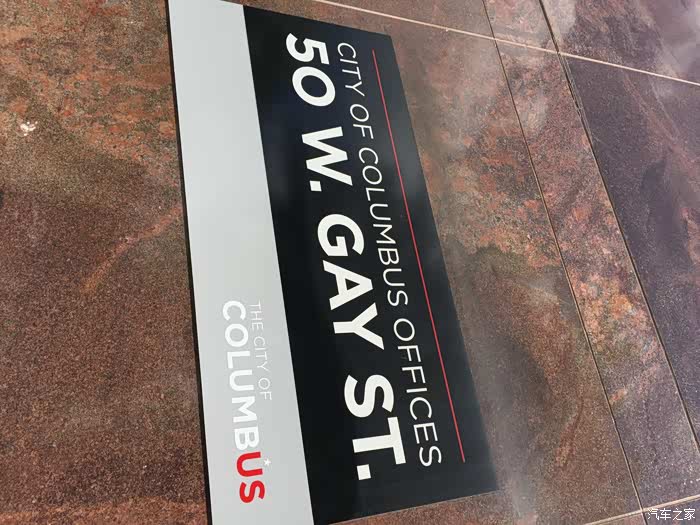 CITY OF COLUMBUS OFFICES
50 W. GAY ST.
THE CITY OF
COLUMBUS
汽车之家